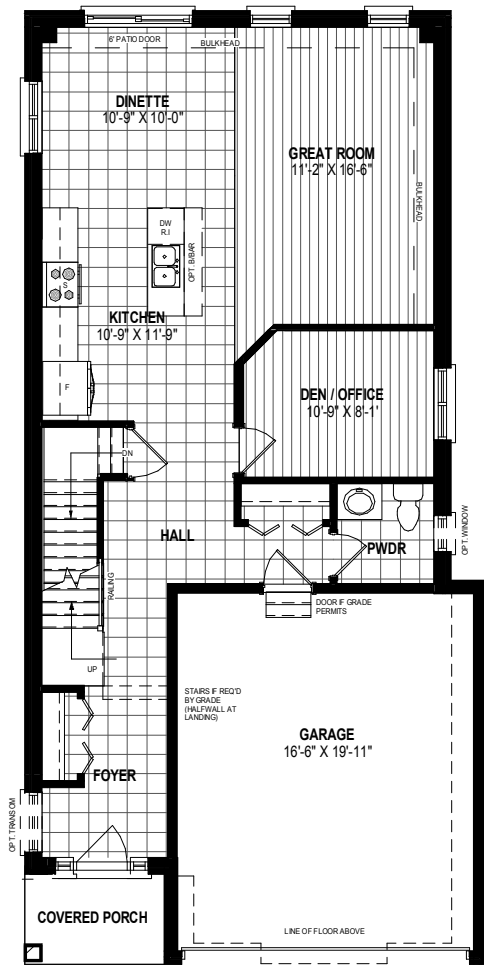 6' PATIO DOOR
BULKHEAD
DINETTE
10'-9" X 10'-0"
GREAT ROOM
11'-2" X 16'-6"
BULKHEAD
DW
R.I
OPT. B/BAR
S
KITCHEN
10'-9" X 11'-9"
F
DEN / OFFICE
10'-9" X 8'-1'
DN
HALL
PWDR
OPT. WINDOW
RAILING
DOOR IF GRADE
PERMITS
UP
STAIRS IF REQ'D
BY GRADE
(HALFWALL AT
LANDING)
GARAGE
16'-6" X 19'-11"
FOYER
OPT. TRANSOM
COVERED PORCH
LINE OF FLOOR ABOVE